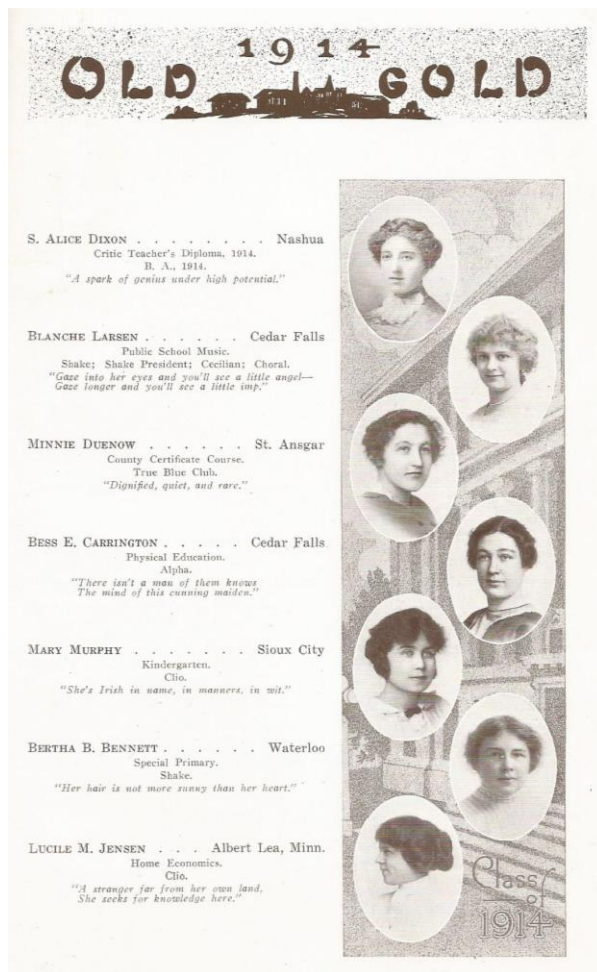 1914
OLD GOLD
S. ALICE DIXON . . . . . . . . Nashua
Critic Teacher's Diploma, 1914.
B. A., 1914.
"A spark of genius under high potential."
BLANCHE LARSEN . . . . . . Cedar Falls
Public School Music.
Shake; Shake President; Cecilian; Choral.
"Gaze into her eyes and you'll see a little angel—
Gaze longer and you'll see a little imp."
MINNIE DUENOW . . . . . . St. Ansgar
County Certificate Course.
True Blue Club.
"Dignified, quiet, and rare."
BESS E. CARRINGTON . . . . . Cedar Falls
Physical Education.
Alpha.
"There isn't a man of them knows
The mind of this cunning maiden."
MARY MURPHY . . . . . . . Sioux City
Kindergarten.
Clio.
"She's Irish in name, in manners, in wit."
BERTHA B. BENNETT . . . . . . Waterloo
Special Primary.
Shake.
"Her hair is not more sunny than her heart."
LUCILE M. JENSEN . . . Albert Lea, Minn.
Home Economics.
Clio.
"A stranger far from her own land,
She seeks for knowledge here."
Class
of
1914